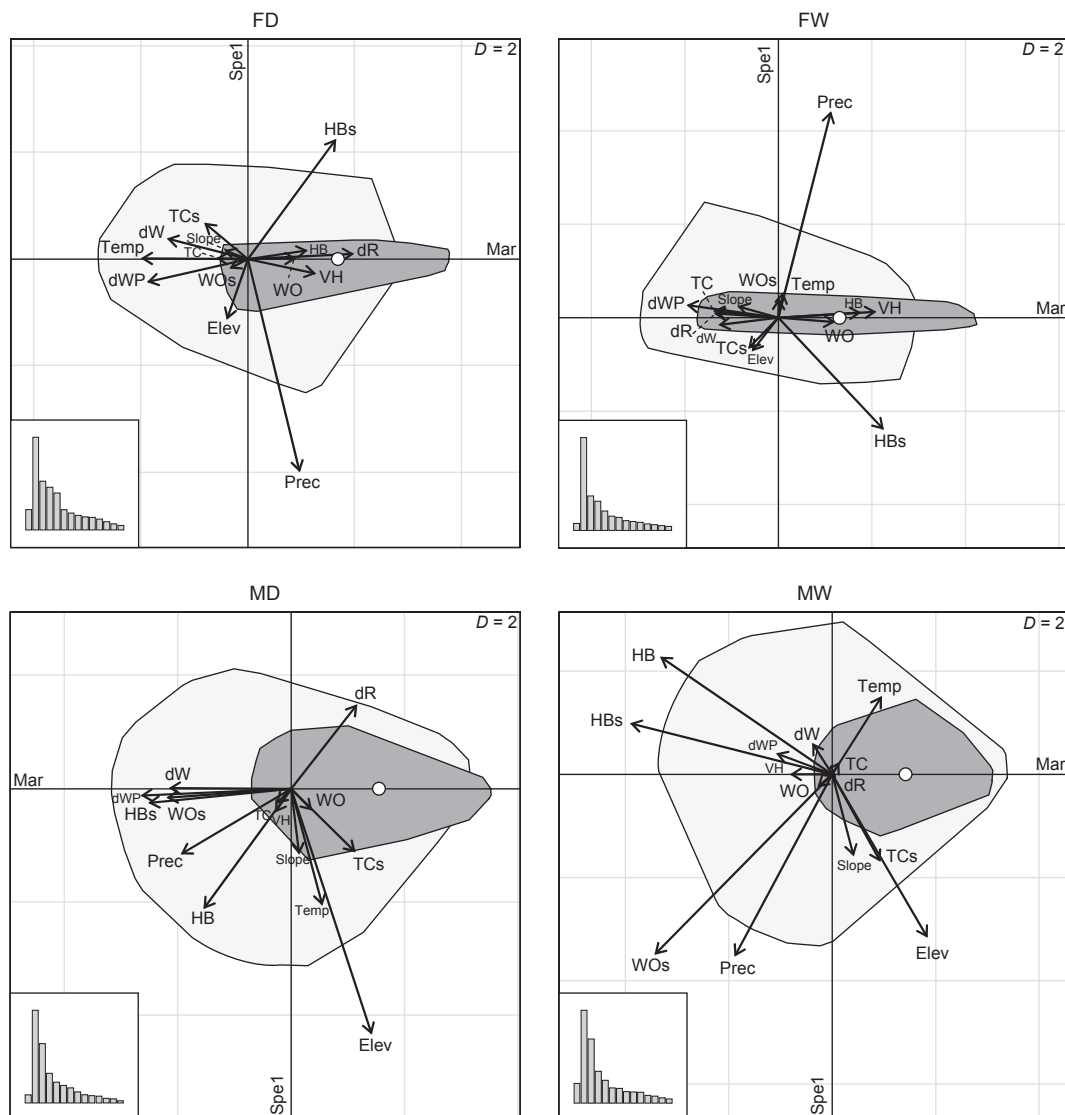 FD
Spe1
D = 2
HBs
TCs
dW
Slope
Temp
TC
HB
dR
Mar
dWP
WOs
WO
VH
Elev
Prec
FW
Spe1
D = 2
Prec
WOs
Temp
TC
dWP
Slope
HB
VH
Mar
dR
dW
WO
TCs
Elev
HBs
MD
D = 2
dR
Mar
dW
dWP
HBs
WOs
TC
VH
WO
Prec
Slope
TCs
HB
Temp
Elev
Spe1
MW
D = 2
HB
Temp
HBs
dW
dWP
VH
TC
Mar
WO
dR
Slope
TCs
WOs
Prec
Elev
Spe1